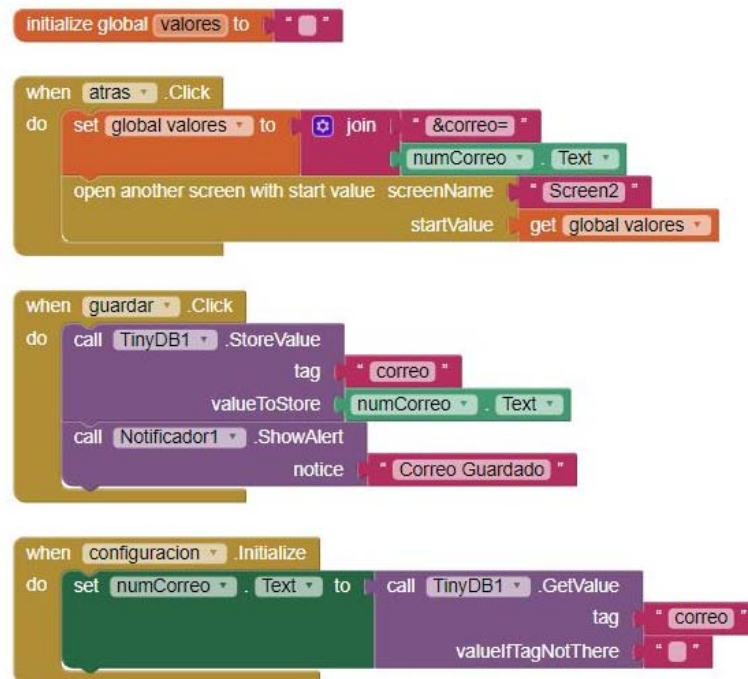 initialize global valores to " "
when atras .Click
do set global valores to join " &correo= "
numCorreo . Text
open another screen with start value screenName " Screen2 "
startValue get global valores
when guardar .Click
do call TinyDB1 .StoreValue
tag " correo "
valueToStore numCorreo . Text
call Notificador1 .ShowAlert
notice " Correo Guardado "
when configuracion .Initialize
do set numCorreo . Text to call TinyDB1 .GetValue
tag " correo "
valueIfTagNotThere " "